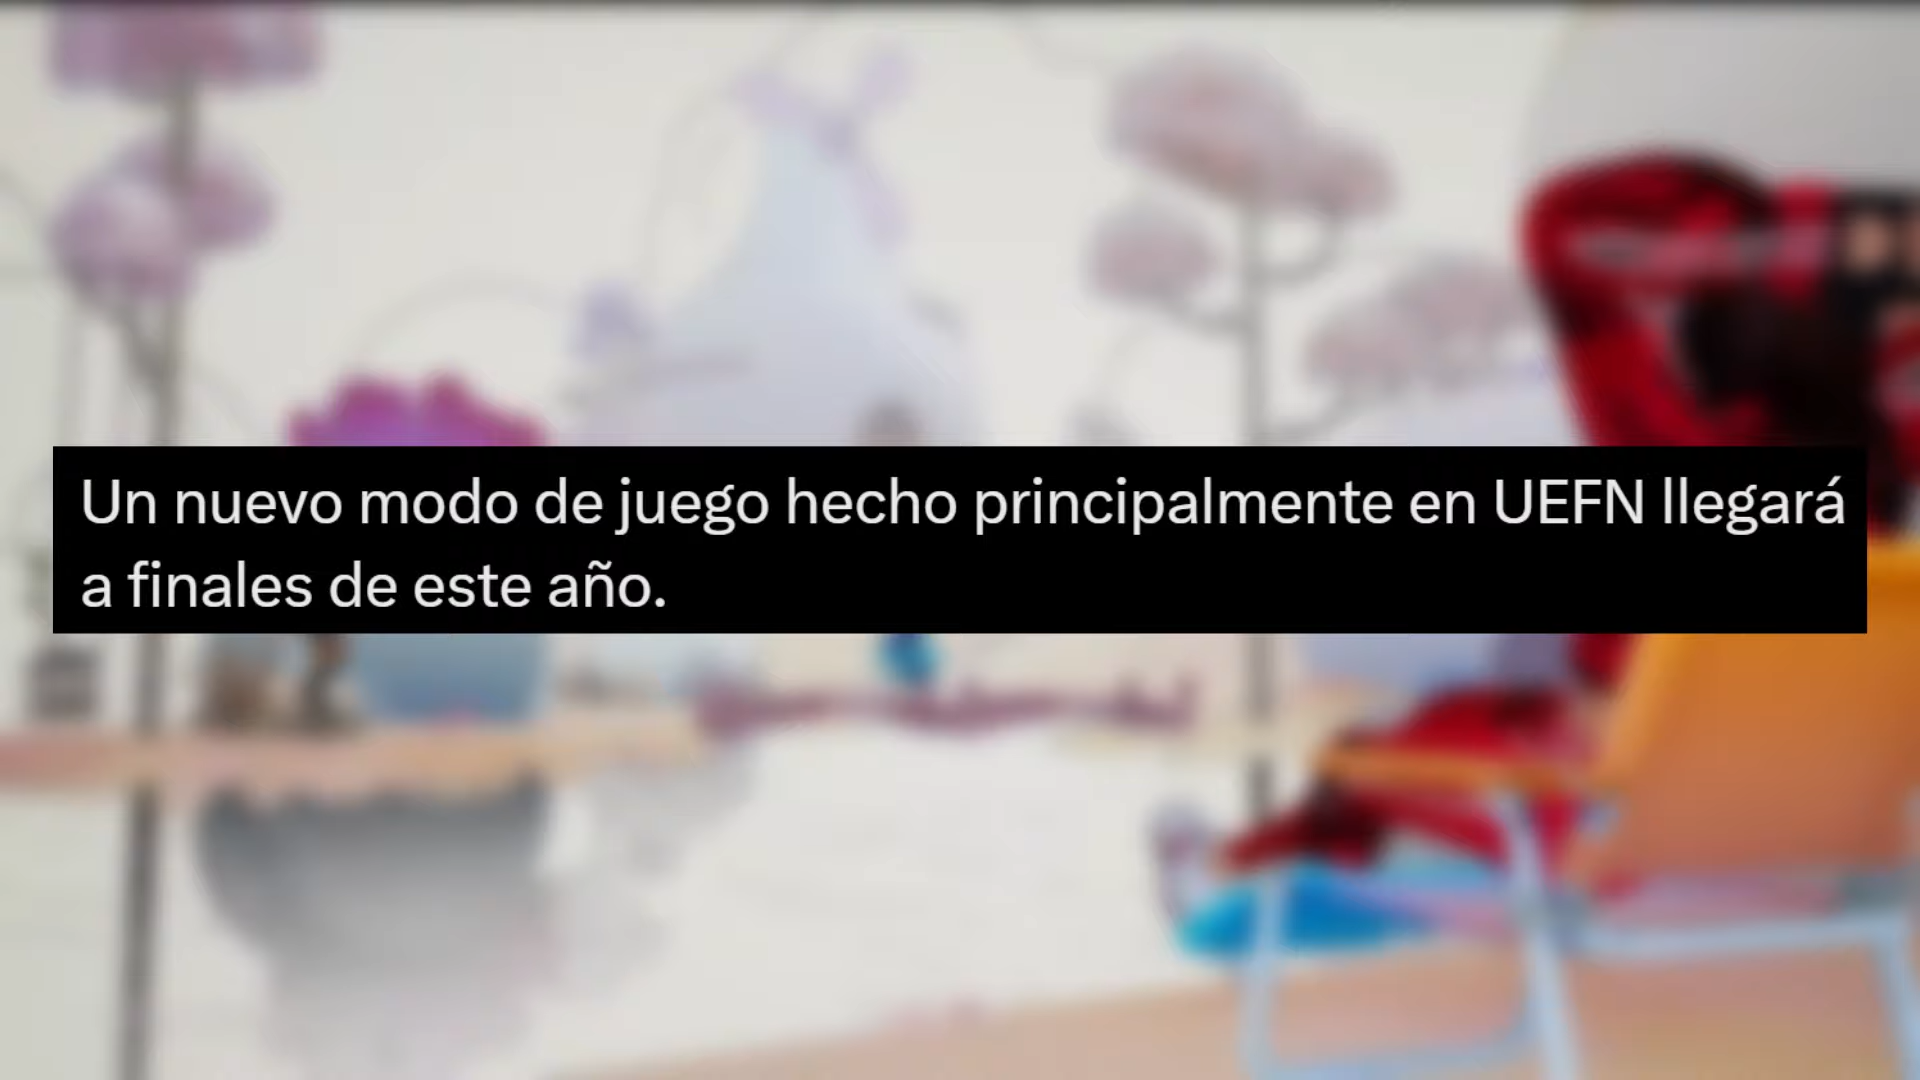 Un nuevo modo de juego hecho principalmente en UEFN llegará
a finales de este año.